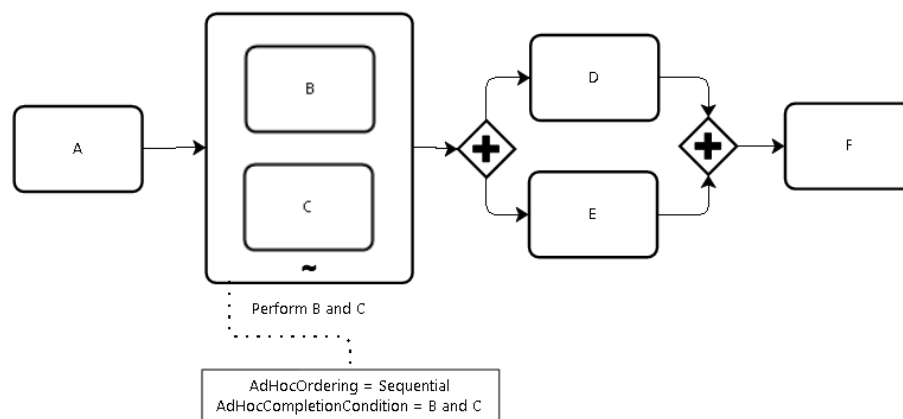 A
B
C
~
Perform B and C
D
E
F
AdHocOrdering = Sequential
AdHocCompletionCondition = B and C